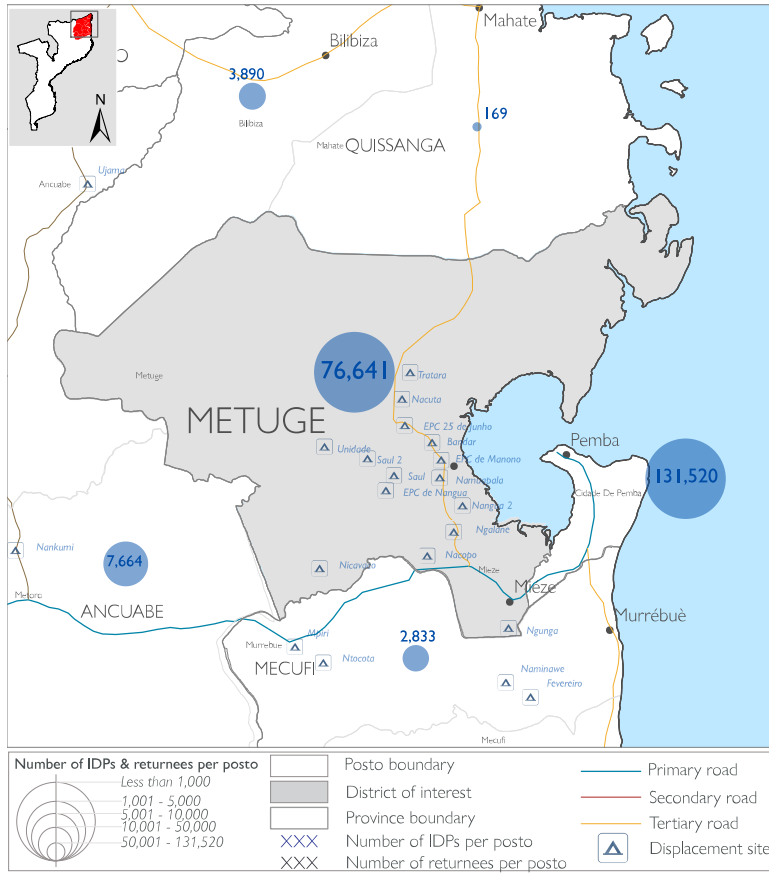 Mahate
Bilibiza
3,890
Bilibiza
169
N
Mahate
QUISSANGA
Ujama
Ancuabe
76,641
Tratara
Metuge
Nacuta
METUGE
EPC 25 de Junho
Bandar
Unidade
Saul 2
EPC de Manono
Pemba
Saul
Namuapala
131,520
EPC de Nangua
Cidade De Pemba
Nangua 2
Ngalane
Nankumi
7,664
Nacopo
Nicavaco
Mieze
Mieze
Metoro
ANCUABE
Murrébuè
Ngunga
Mpiri
2,833
Murrebue
MECUFI
Ntocota
Naminawe
Fevereiro
Mecufi
Number of IDPs & returnees per posto
Less than 1,000
1,001 - 5,000
5,001 - 10,000
10,001 - 50,000
50,001 - 131,520
Posto boundary
District of interest
Province boundary
XXX Number of IDPs per posto
XXX Number of returnees per posto
Primary road
Secondary road
Tertiary road
Displacement site